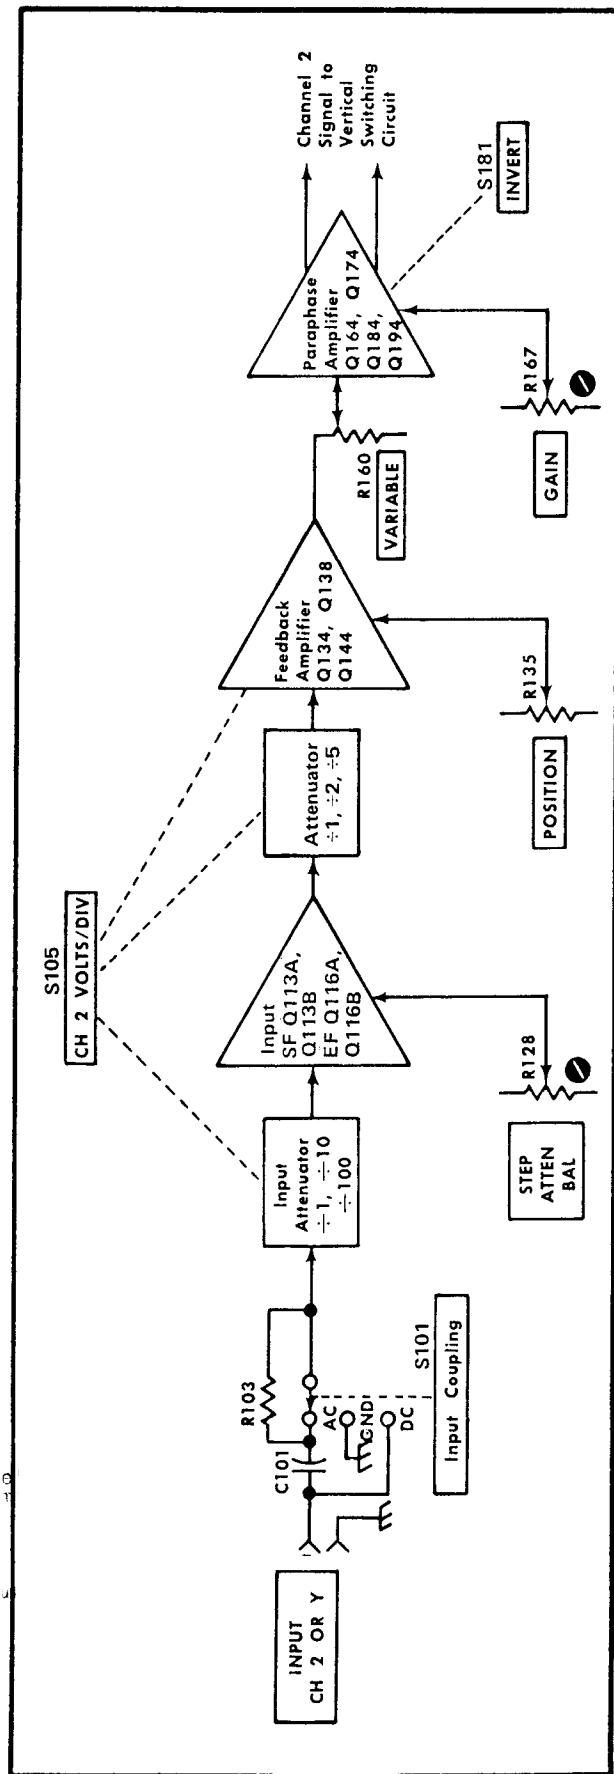 INPUT
CH 2 OR Y
C101
R103
AC
GND
DC
S101
Input Coupling
Input
Attenuator
÷1, ÷10
÷100
S105
CH 2 VOLTS/DIV
Input
SF Q113A,
Q113B
EF Q116A,
Q116B
R128
STEP
ATTEN
BAL
Attenuator
÷1, ÷2, ÷5
Feedback
Amplifier
Q134, Q138
Q144
R135
POSITION
R160
VARIABLE
Paraphase
Amplifier
Q164, Q174
Q184,
Q194
R167
GAIN
S181
INVERT
Channel 2
Signal to
Vertical
Switching
Circuit